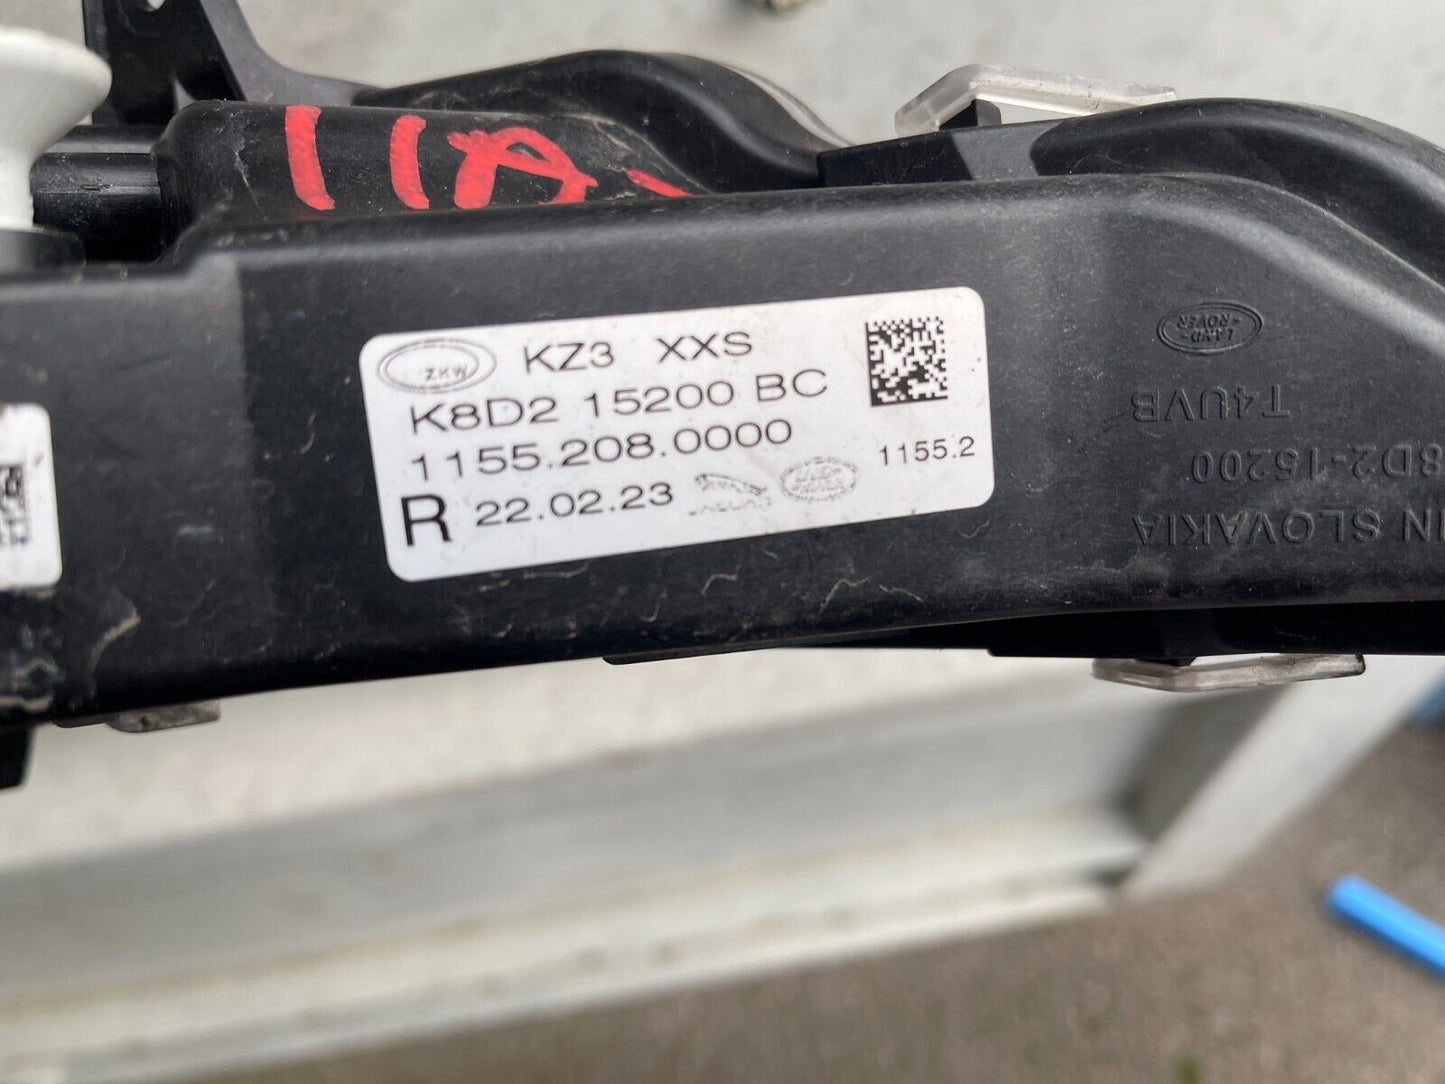 11A
ZKW
KZ3 XXS
K8D2 15200 BC
1155.208.0000
R 22.02.23
1155.2
LAND-
-ROVER
T4UVB
8D2-15200
IN SLOVAKIA